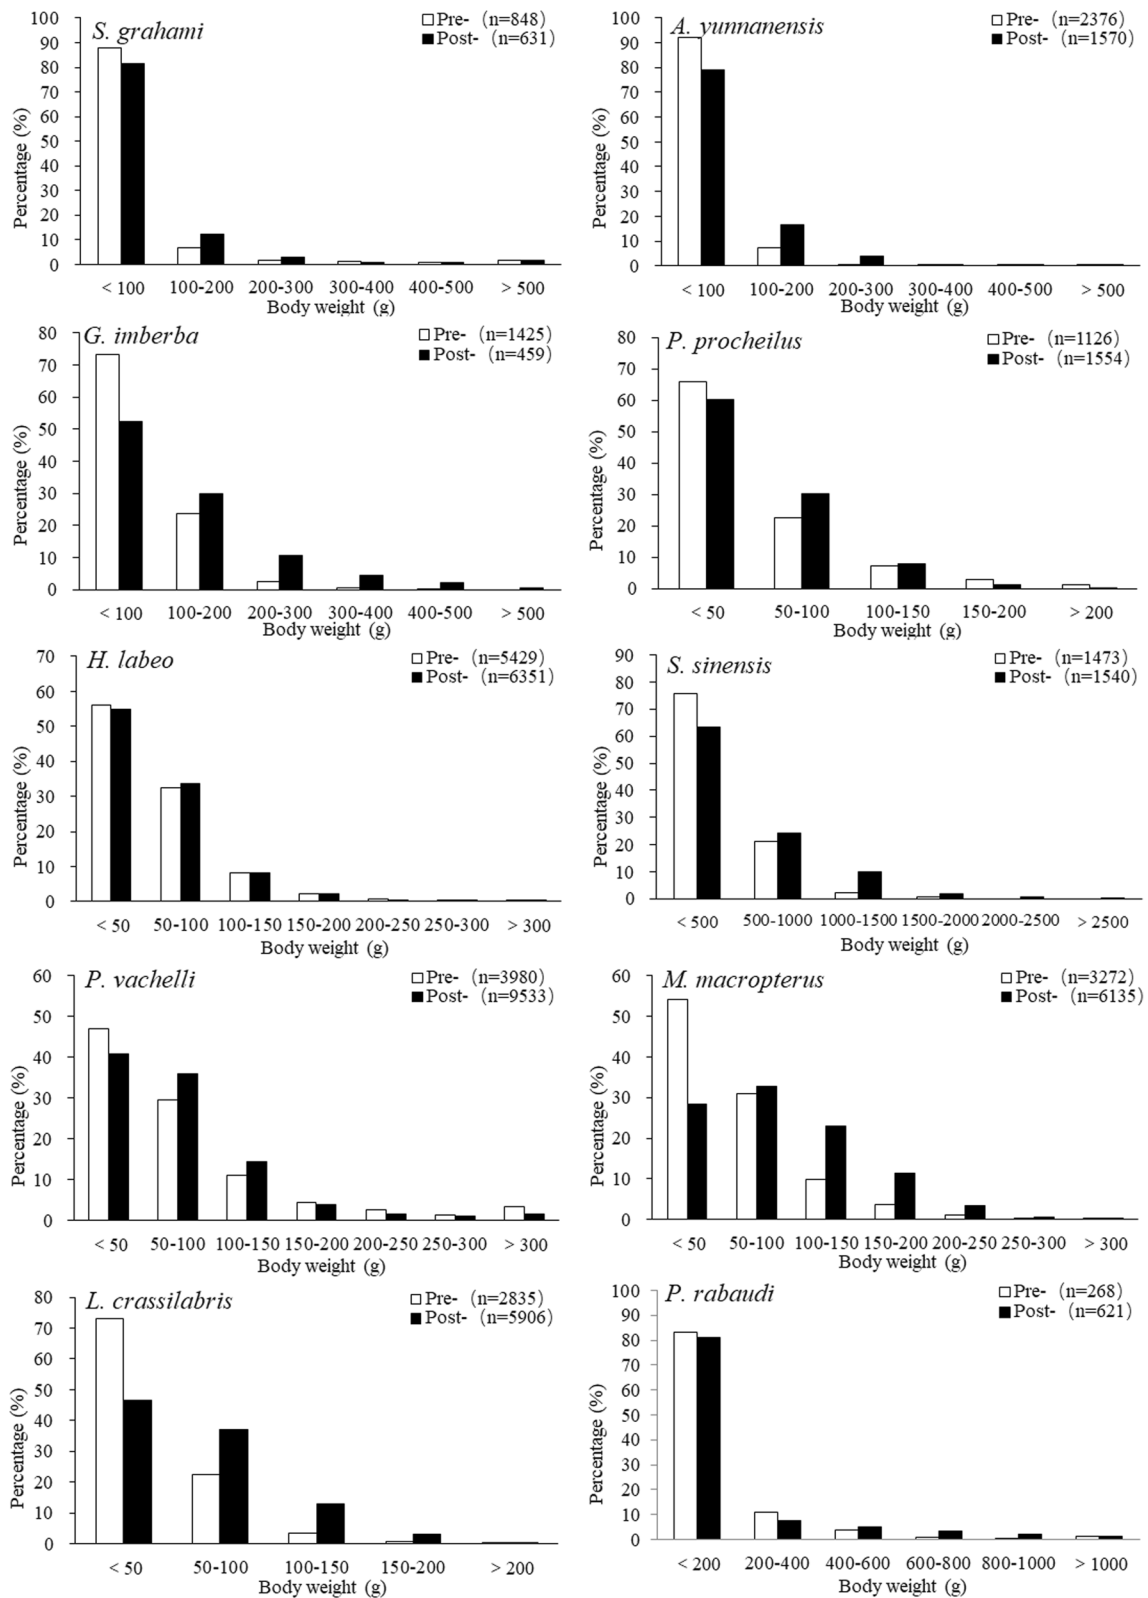 S. grahami
Pre- (n=848)
Post- (n=631)
Percentage (%)
100
90
80
70
60
50
40
30
20
10
0
< 100 100-200 200-300 300-400 400-500 > 500
Body weight (g)
A. yunnanensis
Pre- (n=2376)
Post- (n=1570)
Percentage (%)
100
90
80
70
60
50
40
30
20
10
0
< 100 100-200 200-300 300-400 400-500 > 500
Body weight (g)
G. imberba
Pre- (n=1425)
Post- (n=459)
Percentage (%)
80
70
60
50
40
30
20
10
0
< 100 100-200 200-300 300-400 400-500 > 500
Body weight (g)
P. procheilus
Pre- (n=1126)
Post- (n=1554)
Percentage (%)
80
70
60
50
40
30
20
10
0
< 50 50-100 100-150 150-200 > 200
Body weight (g)
H. labeo
Pre- (n=5429)
Post- (n=6351)
Percentage (%)
70
60
50
40
30
20
10
0
< 50 50-100 100-150 150-200 200-250 250-300 > 300
Body weight (g)
S. sinensis
Pre- (n=1473)
Post- (n=1540)
Percentage (%)
90
80
70
60
50
40
30
20
10
0
< 500 500-1000 1000-1500 1500-2000 2000-2500 > 2500
Body weight (g)
P. vachelli
Pre- (n=3980)
Post- (n=9533)
Percentage (%)
60
50
40
30
20
10
0
< 50 50-100 100-150 150-200 200-250 250-300 > 300
Body weight (g)
M. macropterus
Pre- (n=3272)
Post- (n=6135)
Percentage (%)
60
50
40
30
20
10
0
< 50 50-100 100-150 150-200 200-250 250-300 > 300
Body weight (g)
L. crassilabris
Pre- (n=2835)
Post- (n=5906)
Percentage (%)
80
70
60
50
40
30
20
10
0
< 50 50-100 100-150 150-200 > 200
Body weight (g)
P. rabaudi
Pre- (n=268)
Post- (n=621)
Percentage (%)
100
90
80
70
60
50
40
30
20
10
0
< 200 200-400 400-600 600-800 800-1000 > 1000
Body weight (g)